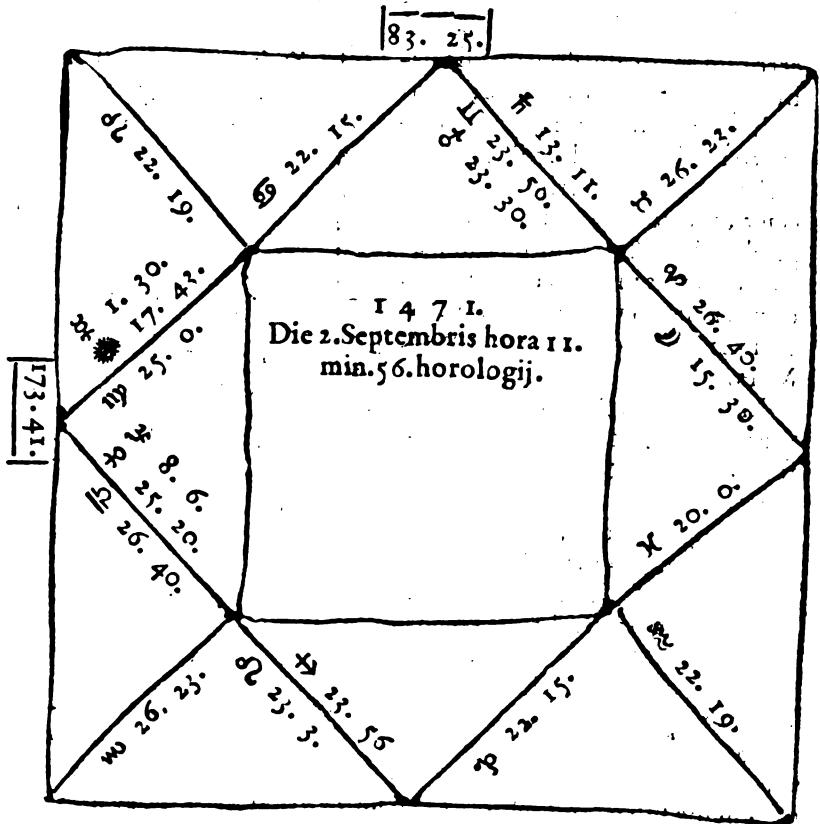 83. 25.
♄ 13. 11.
♊ 23. 50.
♂ 23. 30.
♉ 26. 23.
♋ 22. 15.
♌ 22. 19.
☿ 1. 30.
☉ 17. 43.
♍ 25. 0.
173. 41.
1 4 7 1.
Die 2. Septembris hora 11.
min. 56. horologij.
26. 40.
☽ 15. 30.
♓ 20. 0.
8. 6.
25. 20.
♎ 26. 40.
♏ 26. 23.
♐ 23. 56
☊ 23. 3.
♑ 22. 15.
♒ 22. 19.